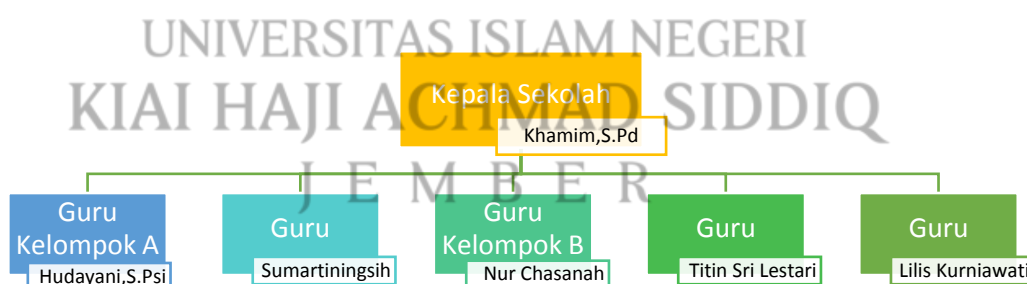 UNIVERSITAS ISLAM NEGERI
KIAI HAJI ACHMAD SIDDIQ
J E M B E R
Kepala Sekolah
Khamim,S.Pd
Guru
Kelompok A
Hudayani,S.Psi
Guru
Sumartiningsih
Guru
Kelompok B
Nur Chasanah
Guru
Titin Sri Lestari
Guru
Lilis Kurniawati